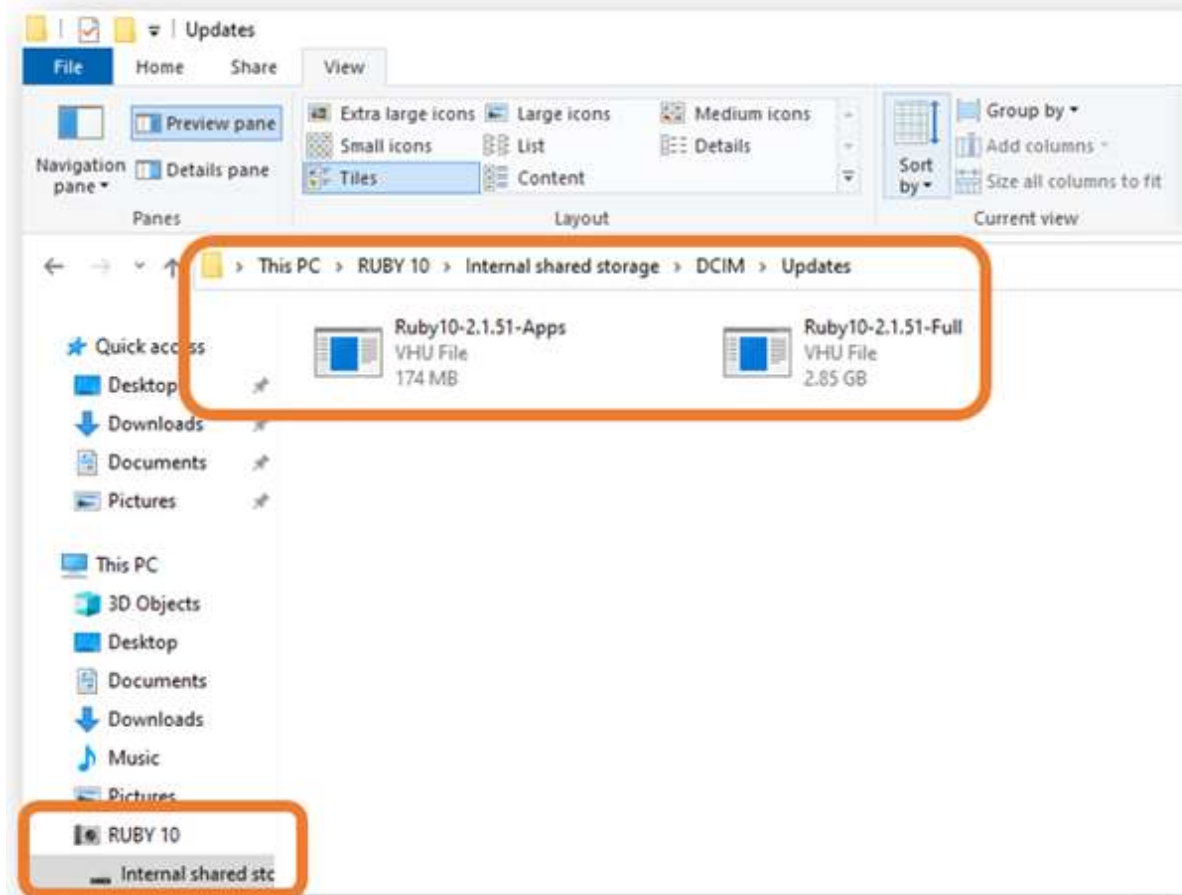 Updates
File Home Share View
Preview pane
Navigation pane
Details pane
Panes
Extra large icons Large icons Medium icons
Small icons List Details
Tiles Content
Layout
Sort by
Group by
Add columns
Size all columns to fit
Current view
This PC > RUBY 10 > Internal shared storage > DCIM > Updates
Ruby10-2.1.51-Apps
VHU File
174 MB
Ruby10-2.1.51-Full
VHU File
2.85 GB
Quick access
Desktop
Downloads
Documents
Pictures
This PC
3D Objects
Desktop
Documents
Downloads
Music
Pictures
RUBY 10
Internal shared stc